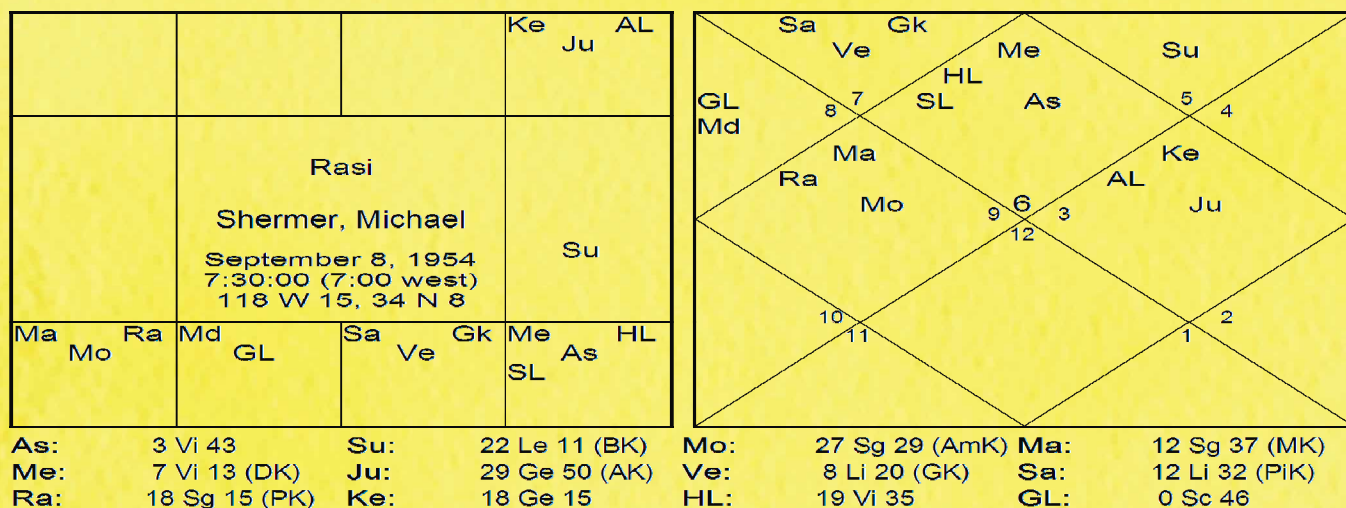 Ke AL
Ju
Rasi
Shermer, Michael
September 8, 1954
7:30:00 (7:00 west)
118 W 15, 34 N 8
Su
Ma Ra
Mo
Md
GL
Sa Gk
Ve
Me HL
As
SL
Sa Gk
Ve
Me
Su
HL
GL
SL As
Md
8 7
5 4
Ma
Ra
Mo
Ke
AL
Ju
9 6 3
12
10
11
2
1
As: 3 Vi 43 Su: 22 Le 11 (BK) Mo: 27 Sg 29 (AmK) Ma: 12 Sg 37 (MK)
Me: 7 Vi 13 (DK) Ju: 29 Ge 50 (AK) Ve: 8 Li 20 (GK) Sa: 12 Li 32 (PiK)
Ra: 18 Sg 15 (PK) Ke: 18 Ge 15 HL: 19 Vi 35 GL: 0 Sc 46